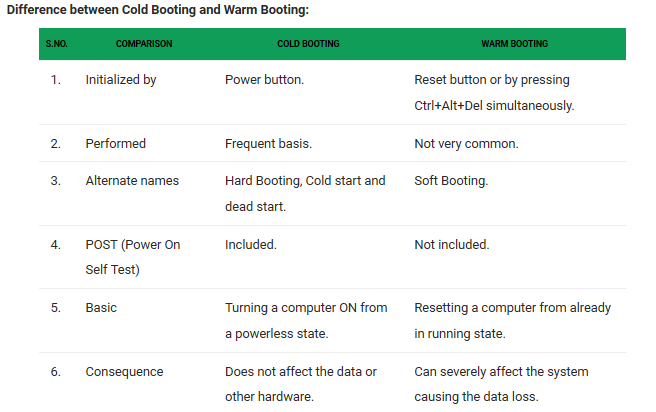 Difference between Cold Booting and Warm Booting:
S.NO. COMPARISON COLD BOOTING WARM BOOTING
1. Initialized by Power button. Reset button or by pressing
Ctrl+Alt+Del simultaneously.
2. Performed Frequent basis. Not very common.
3. Alternate names Hard Booting, Cold start and Soft Booting.
dead start.
4. POST (Power On Included. Not included.
Self Test)
5. Basic Turning a computer ON from Resetting a computer from already
a powerless state. in running state.
6. Consequence Does not affect the data or Can severely affect the system
other hardware. causing the data loss.